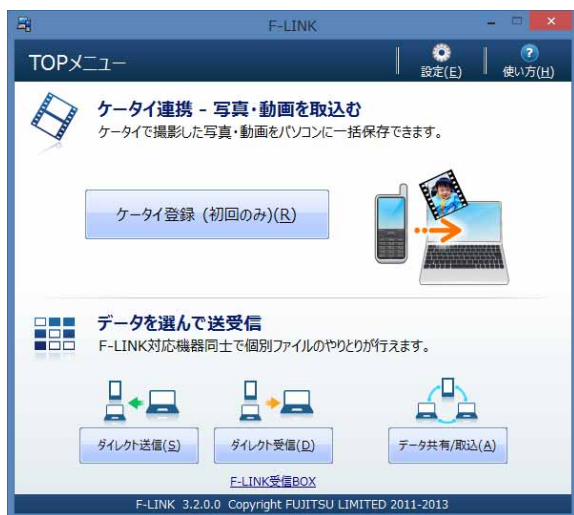 F-LINK
TOPメニュー
設定(E)
使い方(H)
ケータイ連携 - 写真・動画を取込む
ケータイで撮影した写真・動画をパソコンに一括保存できます。
ケータイ登録 (初回のみ)(R)
データを選んで送受信
F-LINK対応機器同士で個別ファイルのやりとりが行えます。
ダイレクト送信(S)
ダイレクト受信(D)
データ共有/取込(A)
F-LINK受信BOX
F-LINK 3.2.0.0 Copyright FUJITSU LIMITED 2011-2013